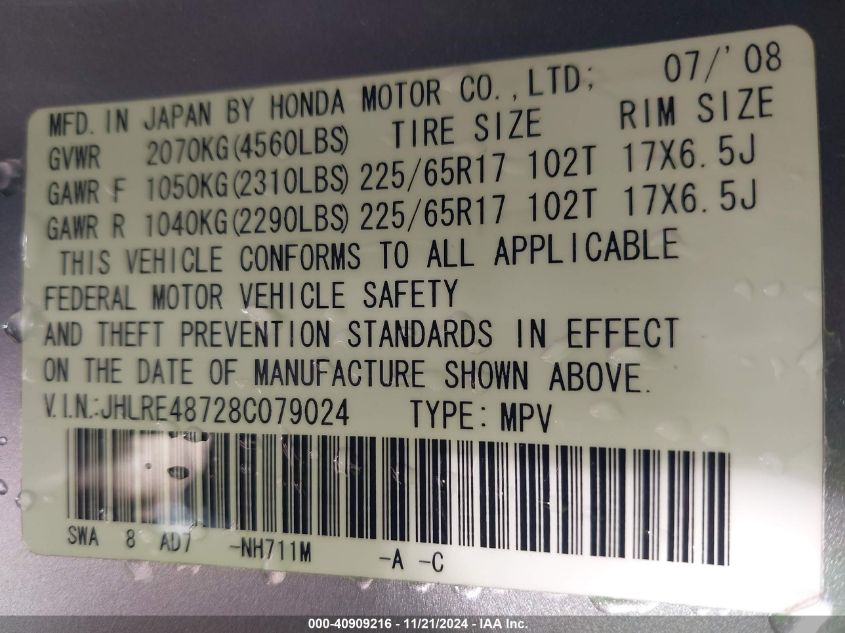 MFD. IN JAPAN BY HONDA MOTOR CO., LTD; 07/'08
GVWR 2070KG(4560LBS) TIRE SIZE RIM SIZE
GAWR F 1050KG(2310LBS) 225/65R17 102T 17X6.5J
GAWR R 1040KG(2290LBS) 225/65R17 102T 17X6.5J
THIS VEHICLE CONFORMS TO ALL APPLICABLE
FEDERAL MOTOR VEHICLE SAFETY
AND THEFT PREVENTION STANDARDS IN EFFECT
ON THE DATE OF MANUFACTURE SHOWN ABOVE.
V.I.N.:JHLRE48728C079024 TYPE: MPV
SWA 8 AD7 -NH711M -A -C
000-40909216 - 11/21/2024 - IAA Inc.